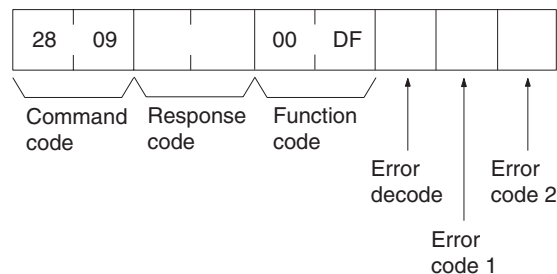 28 09 00 DF
Command code
Response code
Function code
Error decode
Error code 1
Error code 2